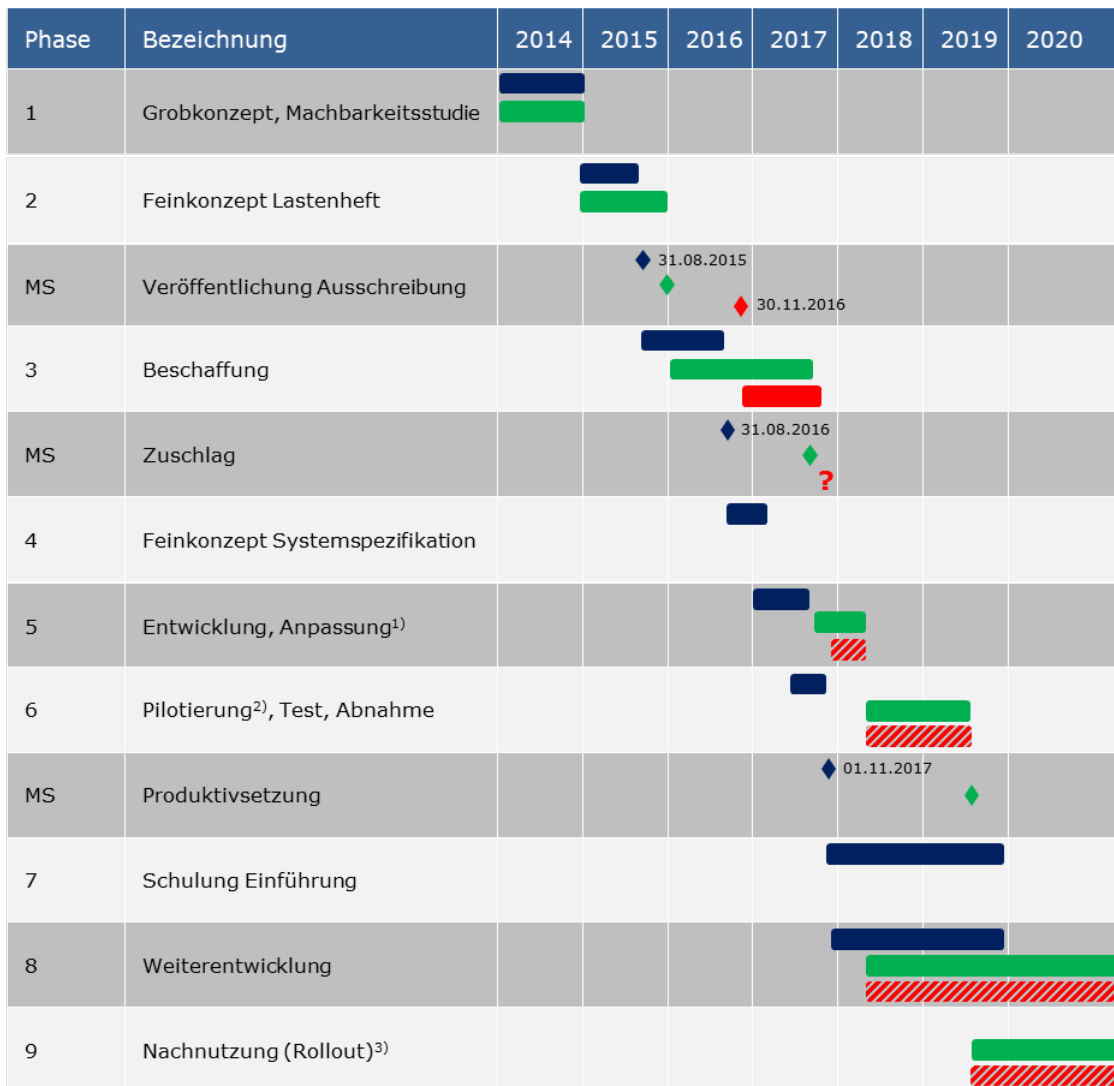 Phase Bezeichnung 2014 2015 2016 2017 2018 2019 2020
1 Grobkonzept, Machbarkeitsstudie
2 Feinkonzept Lastenheft
MS Veröffentlichung Ausschreibung 31.08.2015
30.11.2016
3 Beschaffung
MS Zuschlag 31.08.2016
?
4 Feinkonzept Systemspezifikation
5 Entwicklung, Anpassung1)
6 Pilotierung2), Test, Abnahme
MS Produktivsetzung 01.11.2017
7 Schulung Einführung
8 Weiterentwicklung
9 Nachnutzung (Rollout)3)